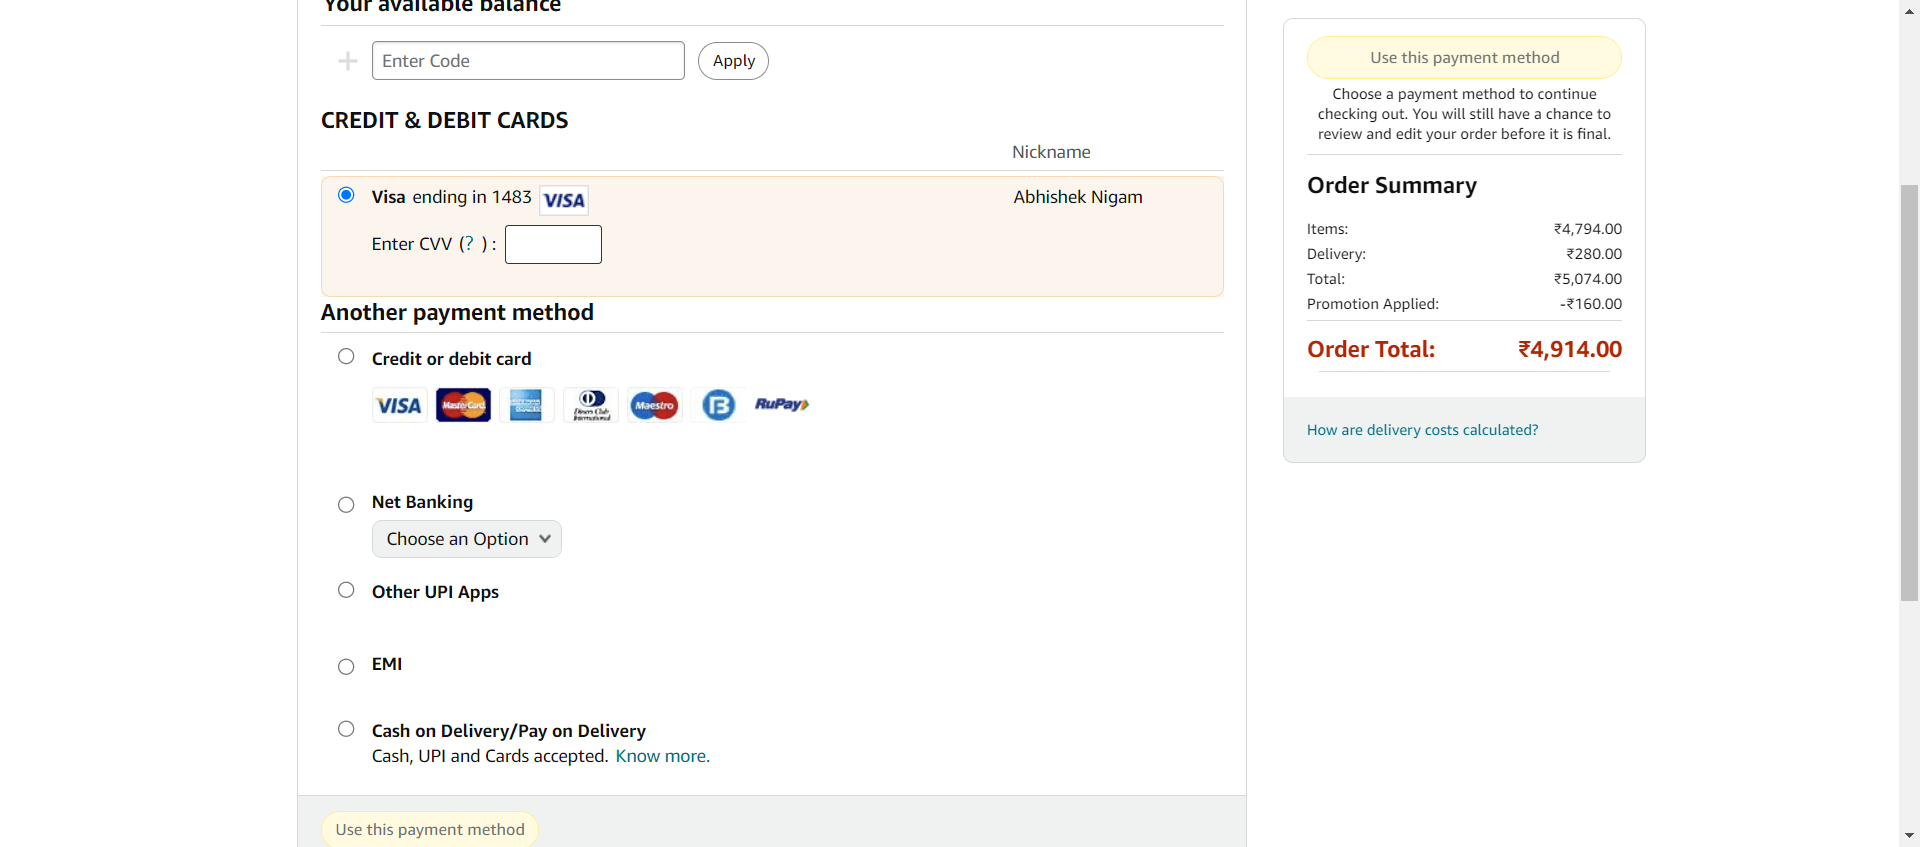 Your available balance
Enter Code
Apply
CREDIT & DEBIT CARDS
Nickname
Visa ending in 1483 VISA
Abhishek Nigam
Enter CVV (? ) :
Another payment method
Credit or debit card
VISA MasterCard Diners Club International Maestro B RuPay
Net Banking
Choose an Option
Other UPI Apps
EMI
Cash on Delivery/Pay on Delivery
Cash, UPI and Cards accepted. Know more.
Use this payment method
Use this payment method
Choose a payment method to continue
checking out. You will still have a chance to
review and edit your order before it is final.
Order Summary
Items: ₹4,794.00
Delivery: ₹280.00
Total: ₹5,074.00
Promotion Applied: -₹160.00
Order Total: ₹4,914.00
How are delivery costs calculated?